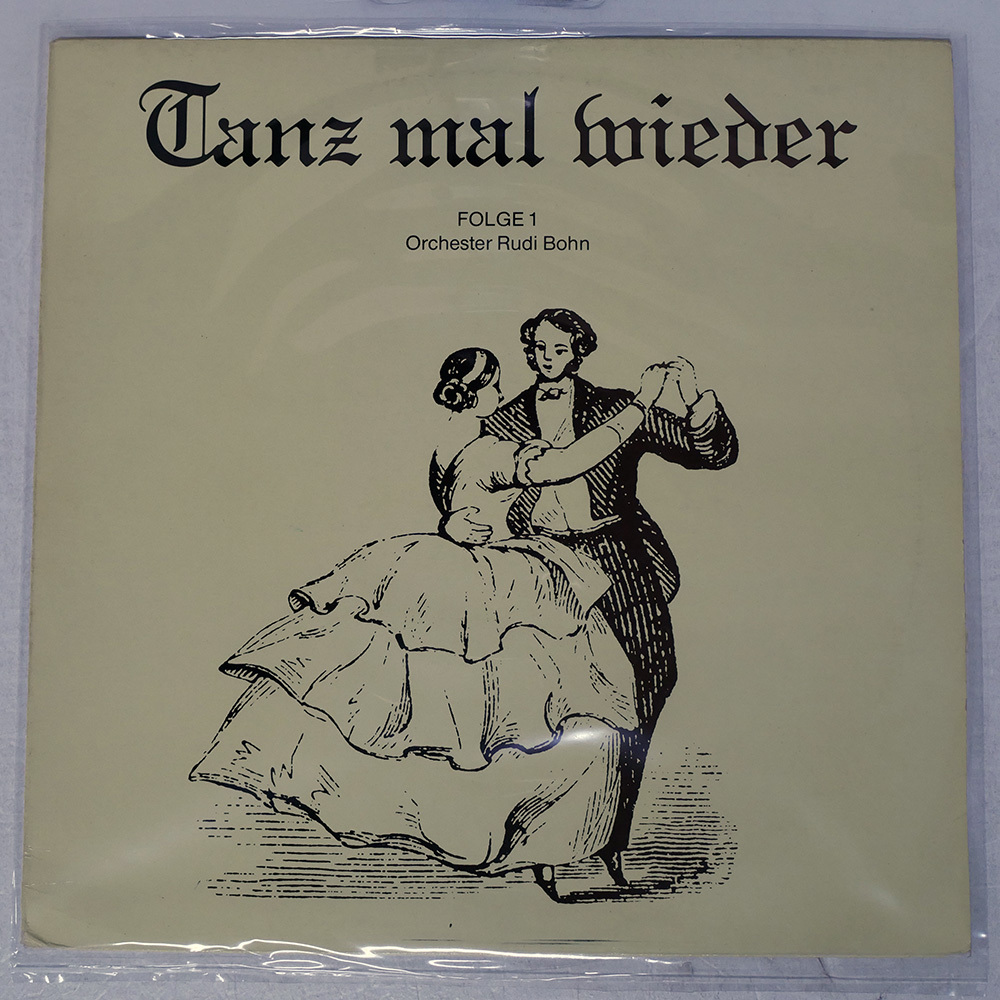 Tanz mal wieder
FOLGE 1
Orchester Rudi Bohn